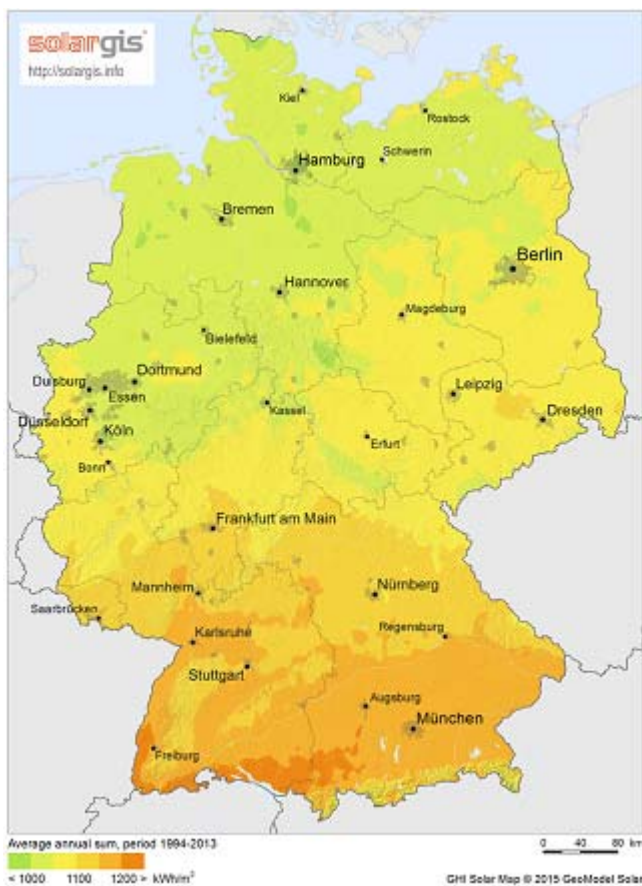 solargis
http://solargis.info
Kiel
Rostock
Schwerin
Hamburg
Bremen
Berlin
Hannover
Magdeburg
Bielefeld
Dortmund
Duisburg
Essen
Leipzig
Düsseldorf
Kassel
Dresden
Köln
Erfurt
Bonn
Frankfurt am Main
Mannheim
Nürnberg
Saarbrücken
Karlsruhe
Regensburg
Stuttgart
Augsburg
München
Freiburg
Average annual sum, period 1994-2013
0 40 80 km
< 1000 1100 1200 > kWh/m²
GHI Solar Map © 2015 GeoModel Solar